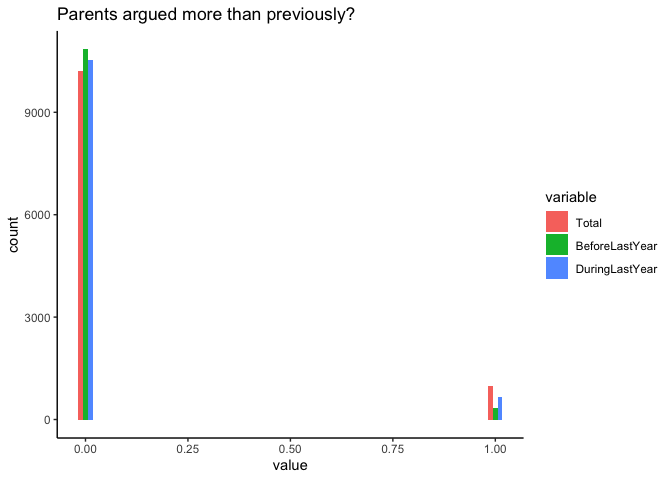 Parents argued more than previously?
9000
6000
3000
0
count
0.00 0.25 0.50 0.75 1.00
value
variable
Total
BeforeLastYear
DuringLastYear